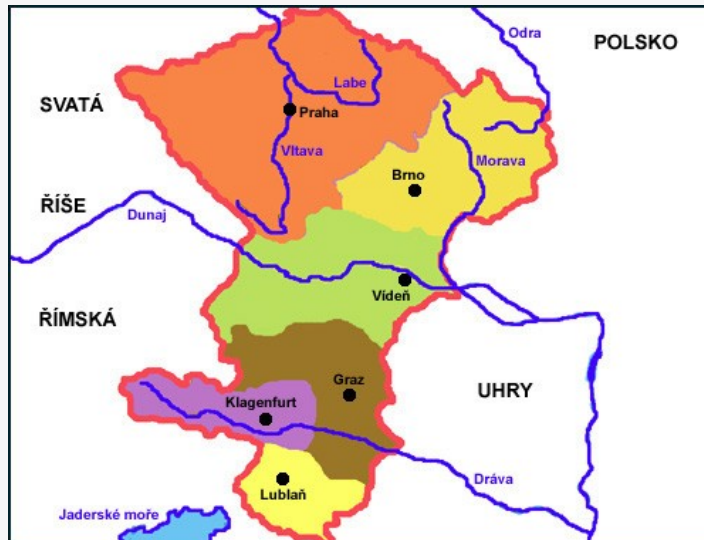 Odra
POLSKO
Labe
SVATÁ
Praha
Vltava
Morava
Brno
ŘÍŠE
Dunaj
Vídeň
ŘÍMSKÁ
Graz
UHRY
Klagenfurt
Dráva
Lublaň
Jaderské moře